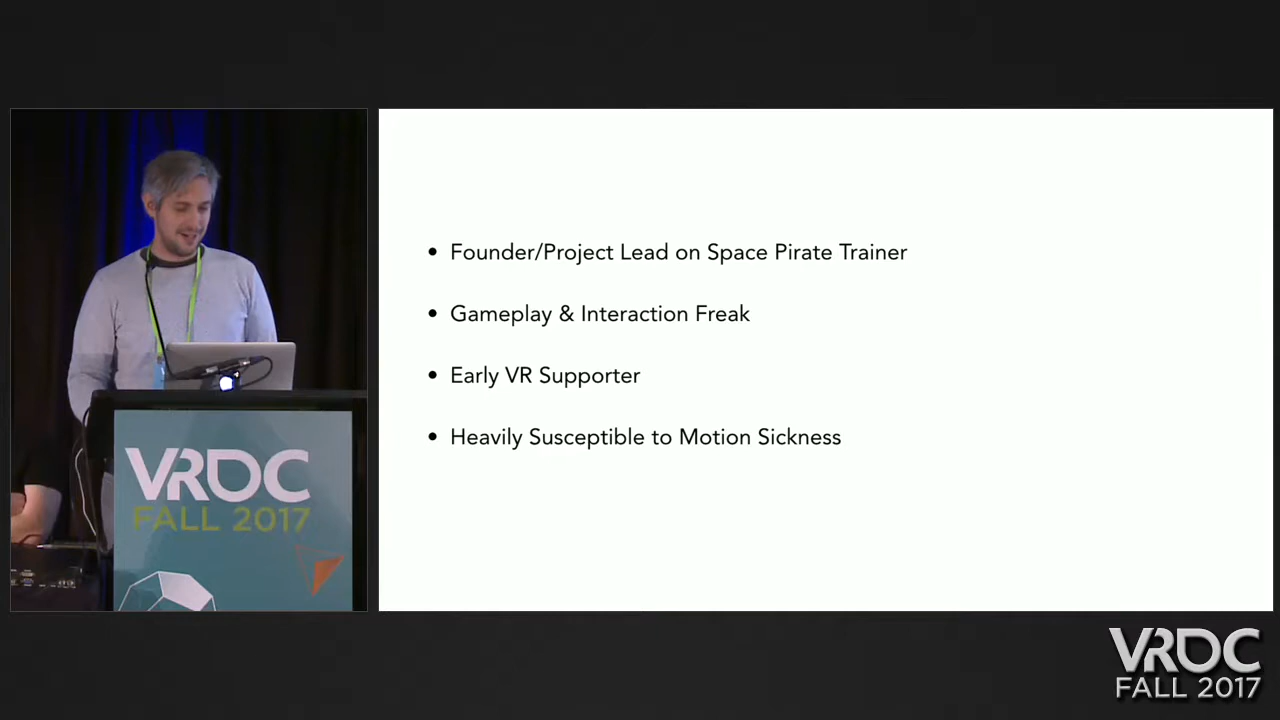 • Founder/Project Lead on Space Pirate Trainer
• Gameplay & Interaction Freak
• Early VR Supporter
• Heavily Susceptible to Motion Sickness
VRDC
FALL 2017
VRDC
FALL 2017